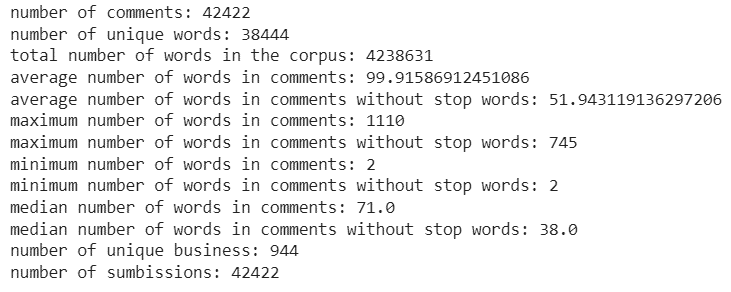 number of comments: 42422
number of unique words: 38444
total number of words in the corpus: 4238631
average number of words in comments: 99.91586912451086
average number of words in comments without stop words: 51.943119136297206
maximum number of words in comments: 1110
maximum number of words in comments without stop words: 745
minimum number of words in comments: 2
minimum number of words in comments without stop words: 2
median number of words in comments: 71.0
median number of words in comments without stop words: 38.0
number of unique business: 944
number of sumbissions: 42422